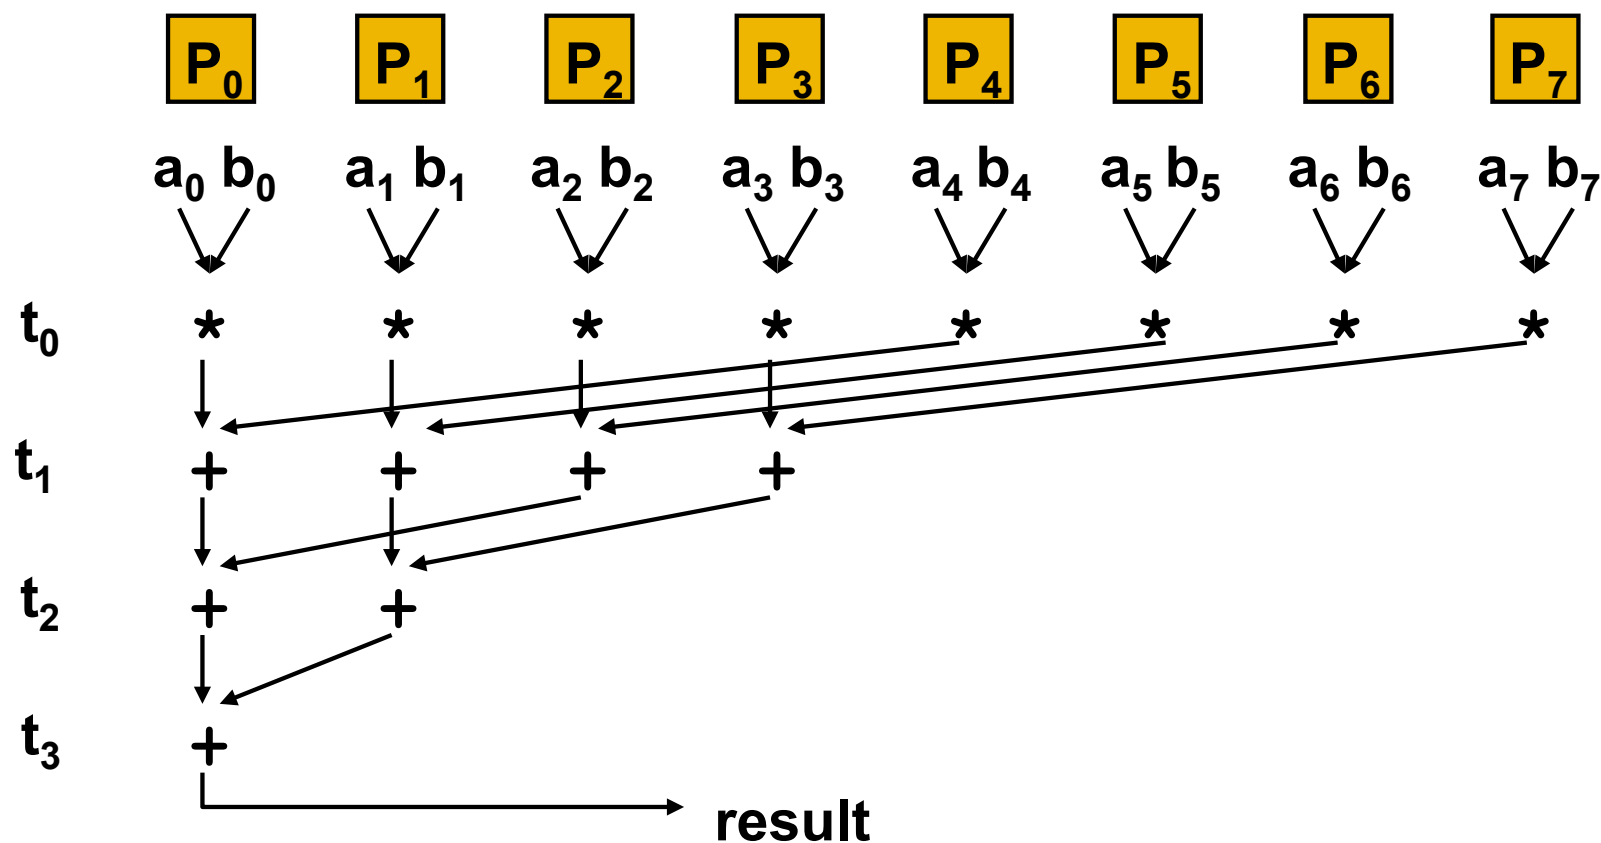 P₀ P₁ P₂ P₃ P₄ P₅ P₆ P₇
a₀ b₀ a₁ b₁ a₂ b₂ a₃ b₃ a₄ b₄ a₅ b₅ a₆ b₆ a₇ b₇
t₀ * * * * * * * *
t₁ + + + +
t₂ + +
t₃ +
result